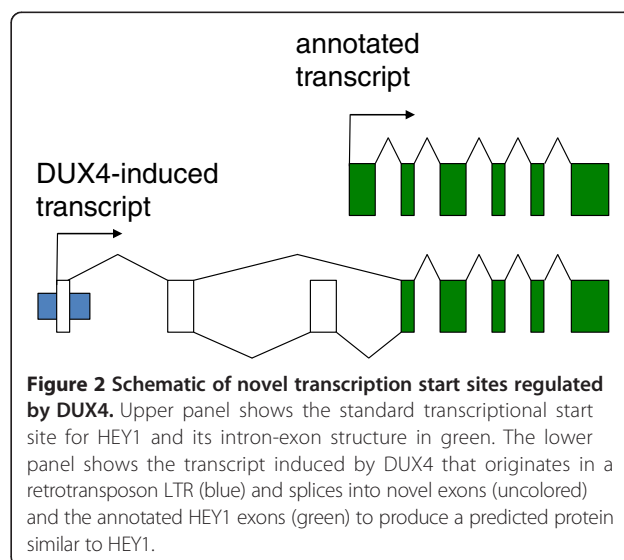 annotated
transcript
DUX4-induced
transcript
Figure 2 Schematic of novel transcription start sites regulated
by DUX4. Upper panel shows the standard transcriptional start
site for HEY1 and its intron-exon structure in green. The lower
panel shows the transcript induced by DUX4 that originates in a
retrotransposon LTR (blue) and splices into novel exons (uncolored)
and the annotated HEY1 exons (green) to produce a predicted protein
similar to HEY1.